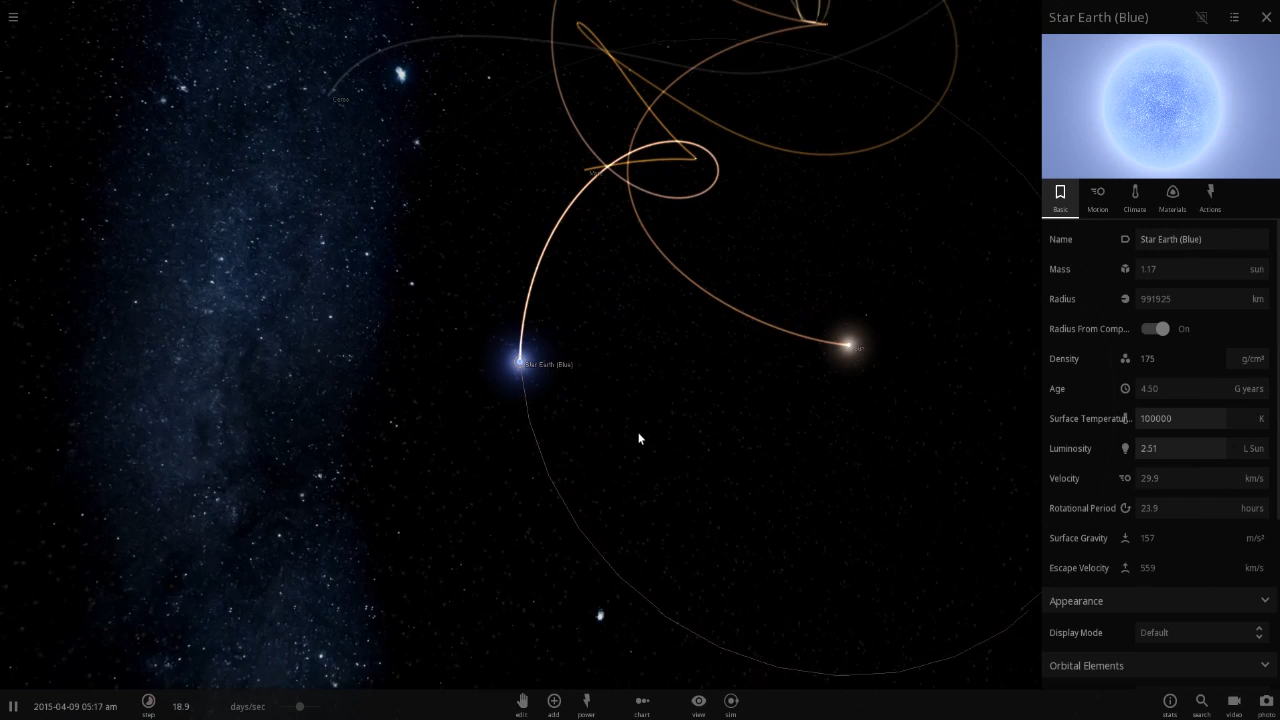 Star Earth (Blue)
Basic
Motion
Climate
Materials
Actions
Name Star Earth (Blue)
Mass 1.17 sun
Radius 991925 km
Radius From Comp... On
Density 175 g/cm³
Age 4.50 G years
Surface Temperatu... 100000 K
Luminosity 2.51 L Sun
Velocity 29.9 km/s
Rotational Period 23.9 hours
Surface Gravity 157 m/s²
Escape Velocity 559 km/s
Appearance
Display Mode Default
Orbital Elements
Ceres
Star Earth (Blue)
2015-04-09 05:17 am
step
18.9 days/sec
edit
add
power
chart
view
sim
stats
search
video
photo